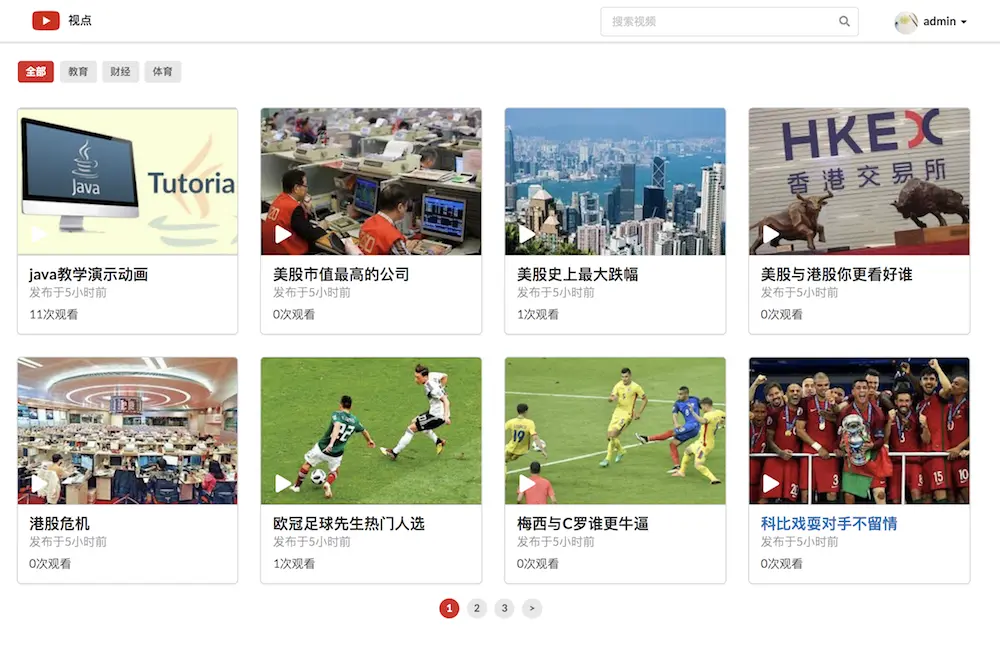 视点
搜索视频
admin
全部 教育 财经 体育
Java
Tutoria
HKEX
香港交易所
java教学演示动画
发布于5小时前
11次观看
美股市值最高的公司
发布于5小时前
0次观看
美股史上最大跌幅
发布于5小时前
1次观看
美股与港股你更看好谁
发布于5小时前
0次观看
22
19
3
3
8
15
10
港股危机
发布于5小时前
0次观看
欧冠足球先生热门人选
发布于5小时前
1次观看
梅西与C罗谁更牛逼
发布于5小时前
0次观看
科比戏耍对手不留情
发布于5小时前
0次观看
1 2 3 >